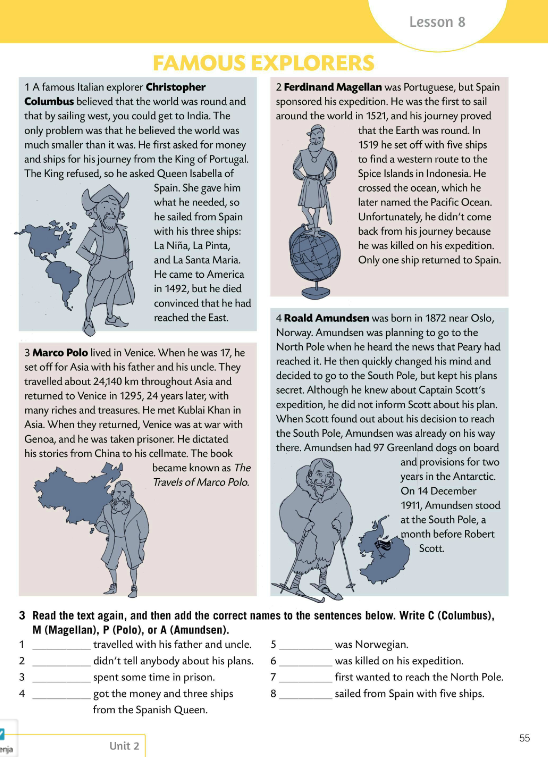 Lesson 8
FAMOUS EXPLORERS
1 A famous Italian explorer Christopher
Columbus believed that the world was round and
that by sailing west, you could get to India. The
only problem was that he believed the world was
much smaller than it was. He first asked for money
and ships for his journey from the King of Portugal.
The King refused, so he asked Queen Isabella of
Spain. She gave him
what he needed, so
he sailed from Spain
with his three ships:
La Niña, La Pinta,
and La Santa Maria.
He came to America
in 1492, but he died
convinced that he had
reached the East.
2 Ferdinand Magellan was Portuguese, but Spain
sponsored his expedition. He was the first to sail
around the world in 1521, and his journey proved
that the Earth was round. In
1519 he set off with five ships
to find a western route to the
Spice Islands in Indonesia. He
crossed the ocean, which he
later named the Pacific Ocean.
Unfortunately, he didn't come
back from his journey because
he was killed on his expedition.
Only one ship returned to Spain.
3 Marco Polo lived in Venice. When he was 17, he
set off for Asia with his father and his uncle. They
travelled about 24,140 km throughout Asia and
returned to Venice in 1295, 24 years later, with
many riches and treasures. He met Kublai Khan in
Asia. When they returned, Venice was at war with
Genoa, and he was taken prisoner. He dictated
his stories from China to his cellmate. The book
became known as The
Travels of Marco Polo.
4 Roald Amundsen was born in 1872 near Oslo,
Norway. Amundsen was planning to go to the
North Pole when he heard the news that Peary had
reached it. He then quickly changed his mind and
decided to go to the South Pole, but kept his plans
secret. Although he knew about Captain Scott's
expedition, he did not inform Scott about his plan.
When Scott found out about his decision to reach
the South Pole, Amundsen was already on his way
there. Amundsen had 97 Greenland dogs on board
and provisions for two
years in the Antarctic.
On 14 December
1911, Amundsen stood
at the South Pole, a
month before Robert
Scott.
3 Read the text again, and then add the correct names to the sentences below. Write C (Columbus),
M (Magellan), P (Polo), or A (Amundsen).
1 __________ travelled with his father and uncle.
2 __________ didn't tell anybody about his plans.
3 __________ spent some time in prison.
4 __________ got the money and three ships
from the Spanish Queen.
5 __________ was Norwegian.
6 __________ was killed on his expedition.
7 __________ first wanted to reach the North Pole.
8 __________ sailed from Spain with five ships.
55
Unit 2